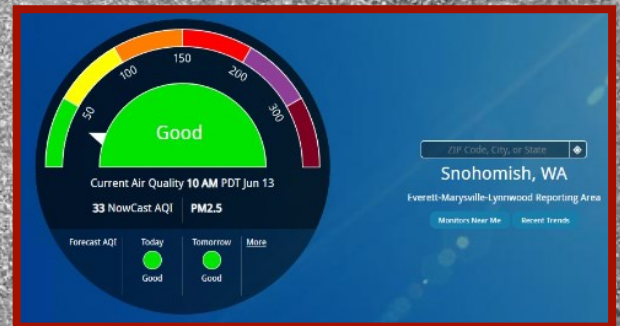 50
100
150
200
300
Good
Current Air Quality 10 AM PDT Jun 13
33 NowCast AQI PM2.5
Forecast AQI Today Tomorrow More
Good Good
ZIP Code, City, or State
Snohomish, WA
Everett-Marysville-Lynnwood Reporting Area
Monitors Near Me Recent Trends